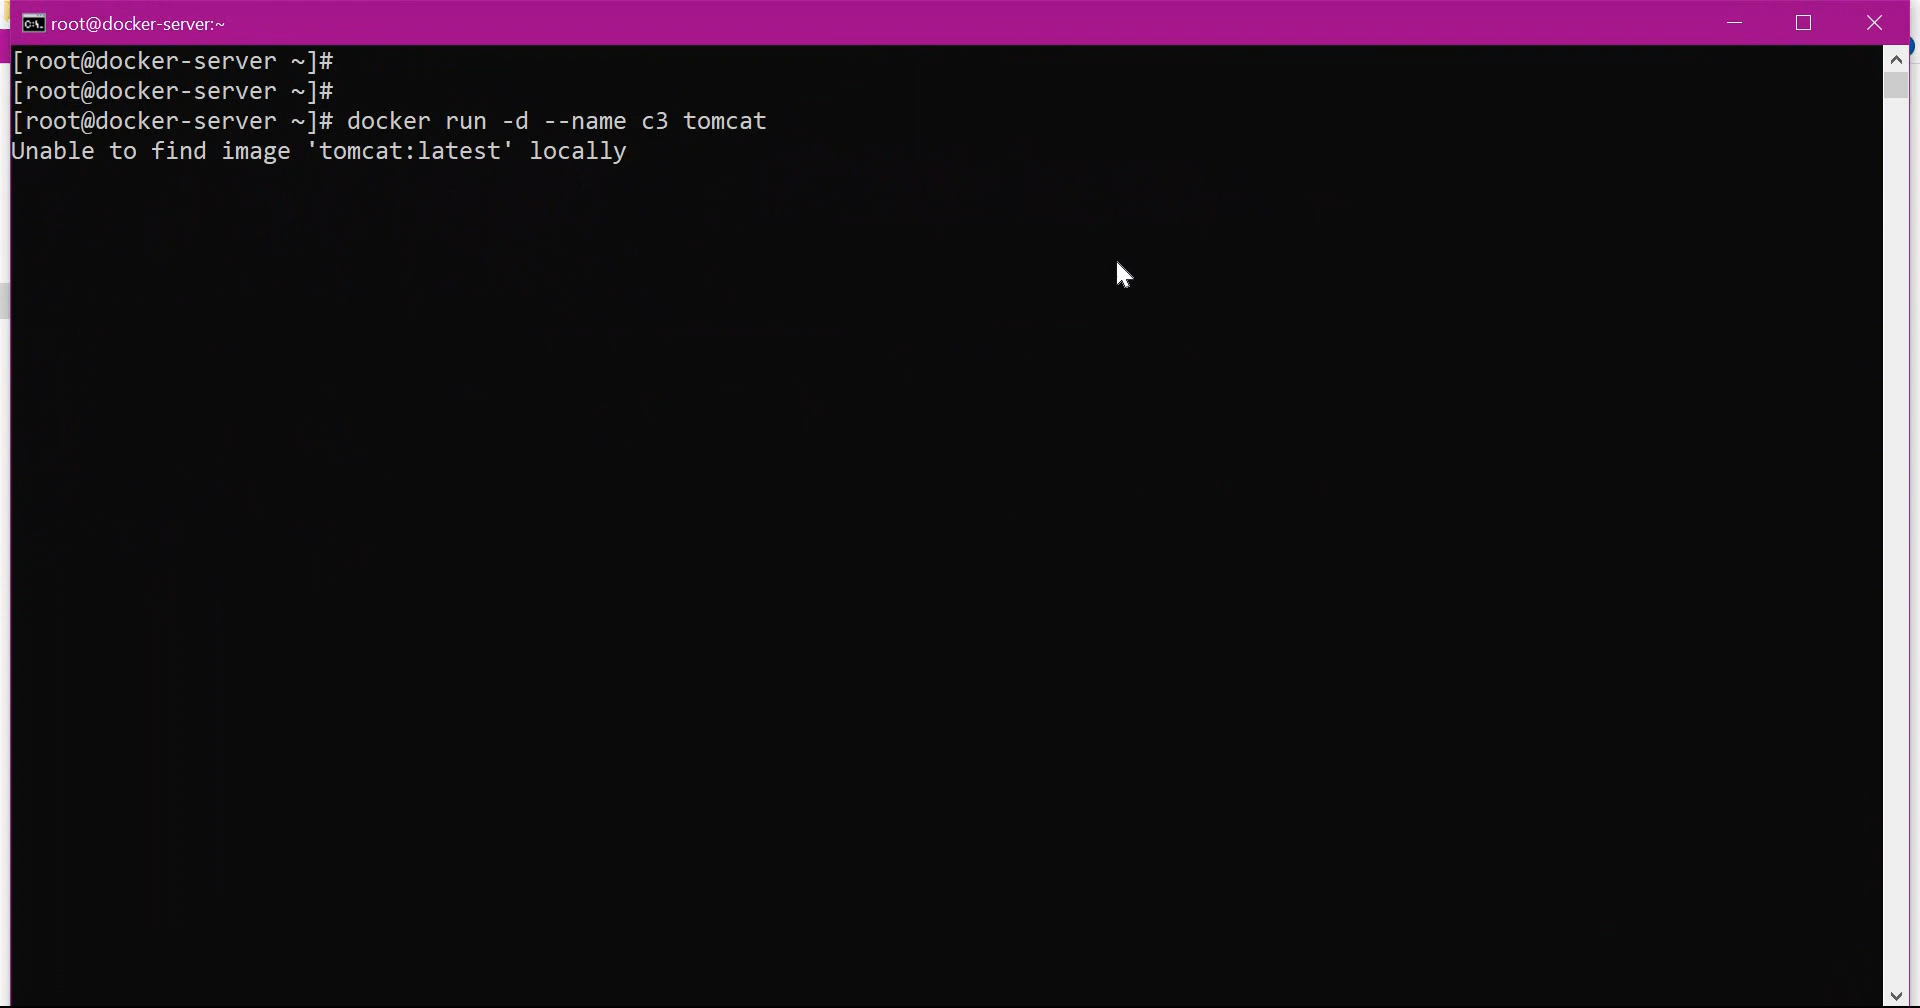 root@docker-server:~
[root@docker-server ~]#
[root@docker-server ~]#
[root@docker-server ~]# docker run -d --name c3 tomcat
Unable to find image 'tomcat:latest' locally